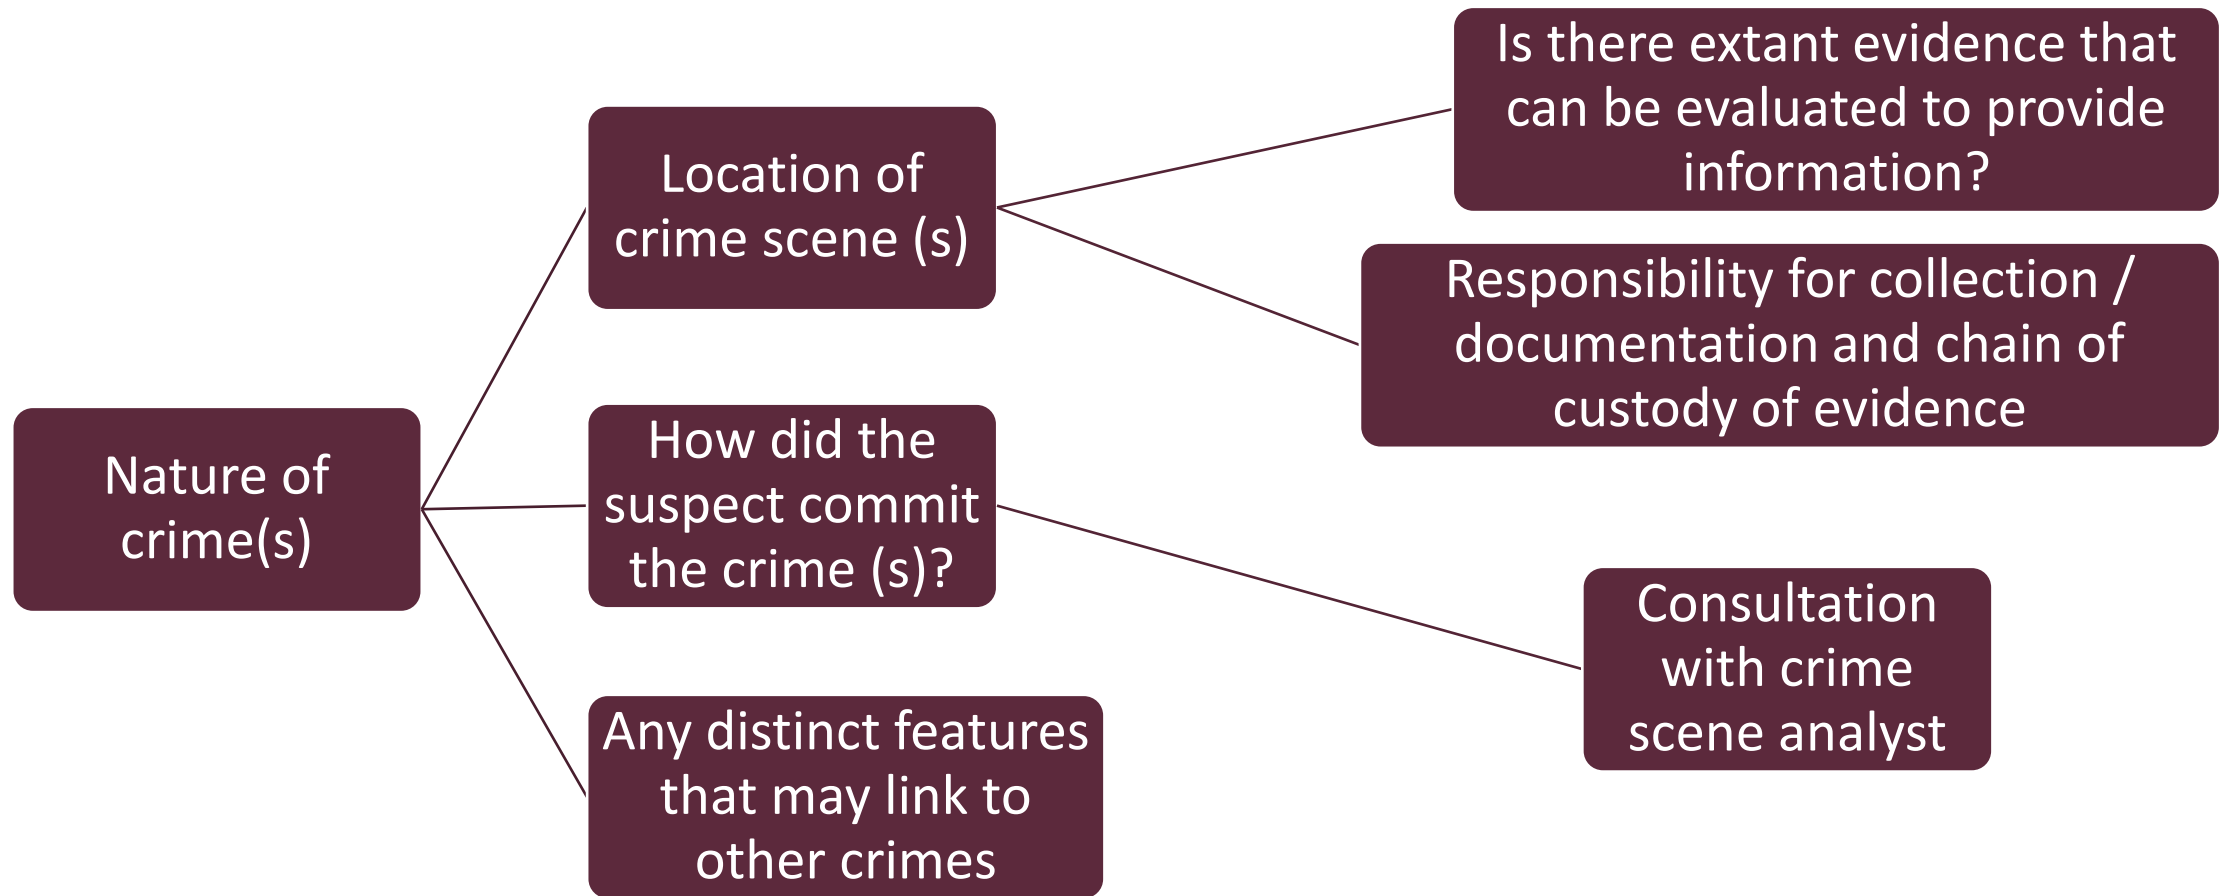 Nature of
crime(s)
Location of
crime scene (s)
How did the
suspect commit
the crime (s)?
Any distinct features
that may link to
other crimes
Is there extant evidence that
can be evaluated to provide
information?
Responsibility for collection /
documentation and chain of
custody of evidence
Consultation
with crime
scene analyst